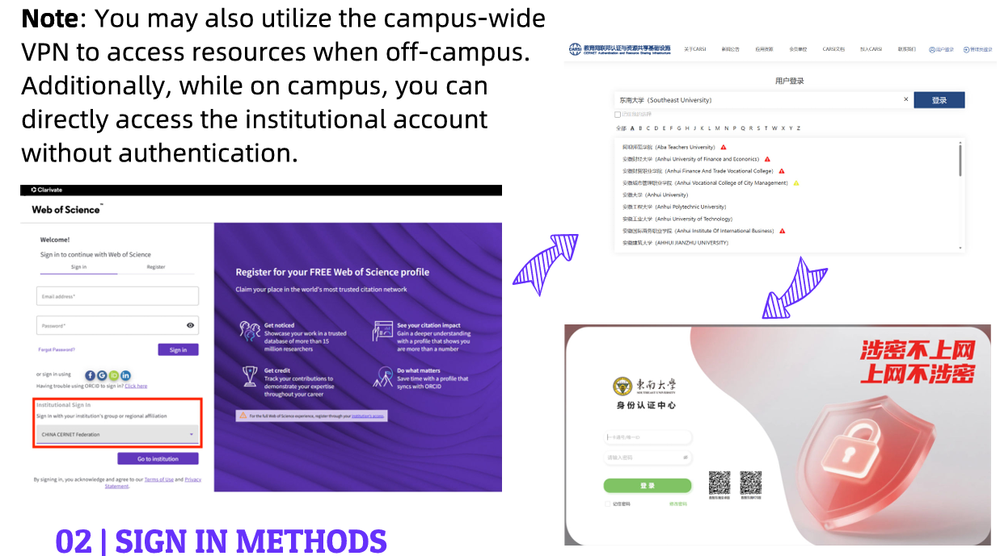 Note: You may also utilize the campus-wide
VPN to access resources when off-campus.
Additionally, while on campus, you can
directly access the institutional account
without authentication.
Clarivate
Web of Science™
Welcome!
Sign in to continue with Web of Science
Sign in Register
Email address*
Password*
Forgot Password?
Sign in
or sign in using
Having trouble using ORCID to sign in? Click here
Institutional Sign In
Sign in with your institution's group or regional affiliation
CHINA CERNET Federation
Go to institution
By signing in, you acknowledge and agree to our Terms of Use and Privacy
Statement.
Register for your FREE Web of Science profile
Claim your place in the world's most trusted citation network
Get noticed
Showcase your work in a trusted
database of more than 15
million researchers
See your citation impact
Gain a deeper understanding
with a profile that shows you
are more than a number
Get credit
Track your contributions to
demonstrate your expertise
throughout your career
Do what matters
Save time with a profile that
syncs with ORCID
For the full Web of Science experience, register through your institution's access.
CARSI 教育网联邦认证与资源共享基础设施
CERNET Authentication and Resource Sharing Infrastructure
关于CARSI 新闻公告 应用资源 会员单位 CARSI文档 加入CARSI 联系我们 用户登录 管理员登录
用户登录
东南大学（Southeast University） × 登录
记住我的选择
全部 A B C D E F G H J K L M N P Q R S T W X Y Z
阿坝师范学院（Aba Teachers University）
安徽财经大学（Anhui University of Finance and Econonics）
安徽财贸职业学院（Anhui Finance And Trade Vocational College）
安徽城市管理职业学院（Anhui Vocational College of City Management）
安徽大学（Anhui University）
安徽工程大学（Anhui Polytechnic University）
安徽工业大学（Anhui University of Technology）
安徽国际商务职业学院（Anhui Institute Of International Business）
安徽建筑大学（AHHUI JIANZHU UNIVERSITY）
涉密不上网
上网不涉密
東南大學
SOUTHEAST UNIVERSITY
身份认证中心
一卡通号/唯一ID
请输入密码
登录
记住密码 修改密码
02 | SIGN IN METHODS